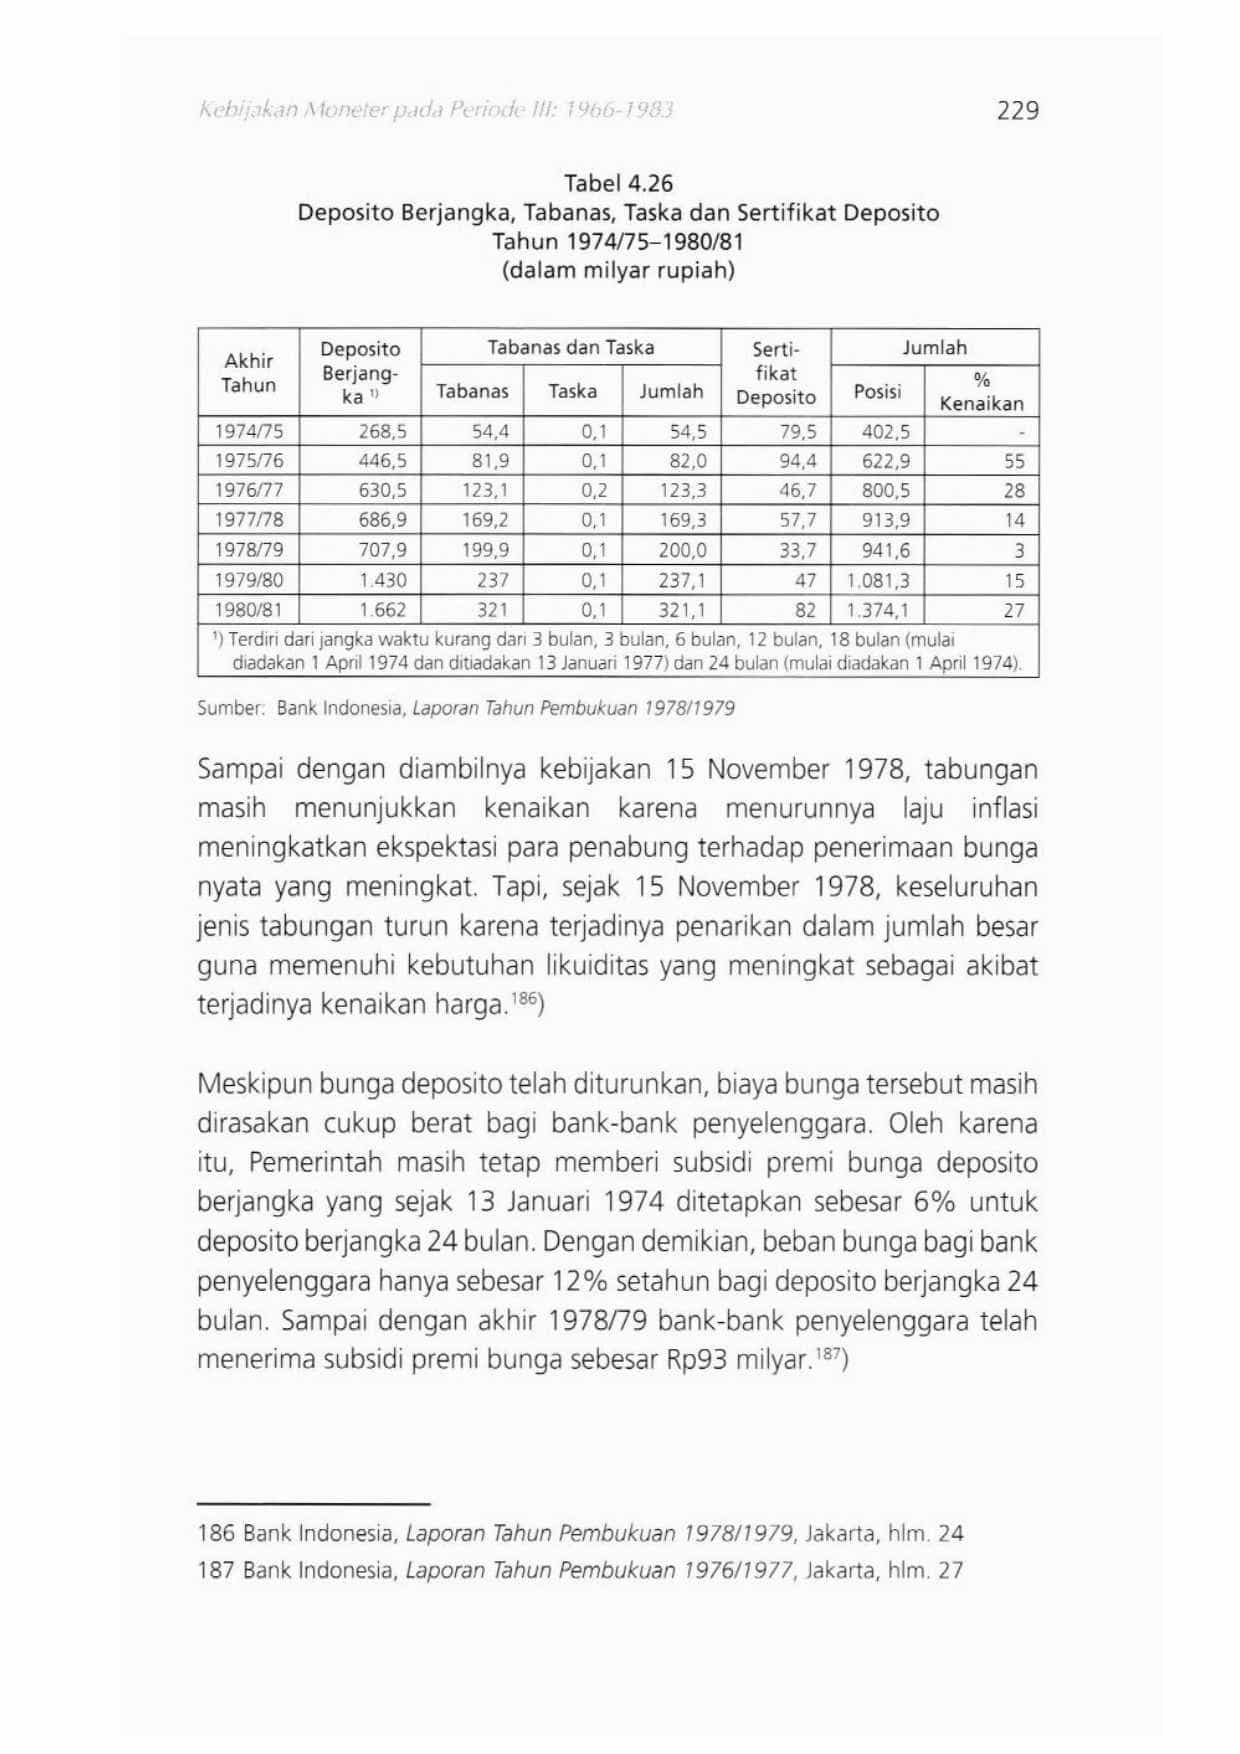 Kebijakan Moneter pada Periode III: 1966-1983 229
Tabel 4.26
Deposito Berjangka, Tabanas, Taska dan Sertifikat Deposito
Tahun 1974/75–1980/81
(dalam milyar rupiah)
Akhir Tahun | Deposito Berjang-ka ¹⁾ | Tabanas dan Taska | Serti-fikat Deposito | Jumlah
Tabanas | Taska | Jumlah | Posisi | % Kenaikan
1974/75 | 268,5 | 54,4 | 0,1 | 54,5 | 79,5 | 402,5 | -
1975/76 | 446,5 | 81,9 | 0,1 | 82,0 | 94,4 | 622,9 | 55
1976/77 | 630,5 | 123,1 | 0,2 | 123,3 | 46,7 | 800,5 | 28
1977/78 | 686,9 | 169,2 | 0,1 | 169,3 | 57,7 | 913,9 | 14
1978/79 | 707,9 | 199,9 | 0,1 | 200,0 | 33,7 | 941,6 | 3
1979/80 | 1.430 | 237 | 0,1 | 237,1 | 47 | 1.081,3 | 15
1980/81 | 1.662 | 321 | 0,1 | 321,1 | 82 | 1.374,1 | 27
¹) Terdiri dari jangka waktu kurang dari 3 bulan, 3 bulan, 6 bulan, 12 bulan, 18 bulan (mulai
diadakan 1 April 1974 dan ditiadakan 13 Januari 1977) dan 24 bulan (mulai diadakan 1 April 1974).
Sumber: Bank Indonesia, Laporan Tahun Pembukuan 1978/1979
Sampai dengan diambilnya kebijakan 15 November 1978, tabungan
masih menunjukkan kenaikan karena menurunnya laju inflasi
meningkatkan ekspektasi para penabung terhadap penerimaan bunga
nyata yang meningkat. Tapi, sejak 15 November 1978, keseluruhan
jenis tabungan turun karena terjadinya penarikan dalam jumlah besar
guna memenuhi kebutuhan likuiditas yang meningkat sebagai akibat
terjadinya kenaikan harga.¹⁸⁶)
Meskipun bunga deposito telah diturunkan, biaya bunga tersebut masih
dirasakan cukup berat bagi bank-bank penyelenggara. Oleh karena
itu, Pemerintah masih tetap memberi subsidi premi bunga deposito
berjangka yang sejak 13 Januari 1974 ditetapkan sebesar 6% untuk
deposito berjangka 24 bulan. Dengan demikian, beban bunga bagi bank
penyelenggara hanya sebesar 12% setahun bagi deposito berjangka 24
bulan. Sampai dengan akhir 1978/79 bank-bank penyelenggara telah
menerima subsidi premi bunga sebesar Rp93 milyar.¹⁸⁷)
186 Bank Indonesia, Laporan Tahun Pembukuan 1978/1979, Jakarta, hlm. 24
187 Bank Indonesia, Laporan Tahun Pembukuan 1976/1977, Jakarta, hlm. 27